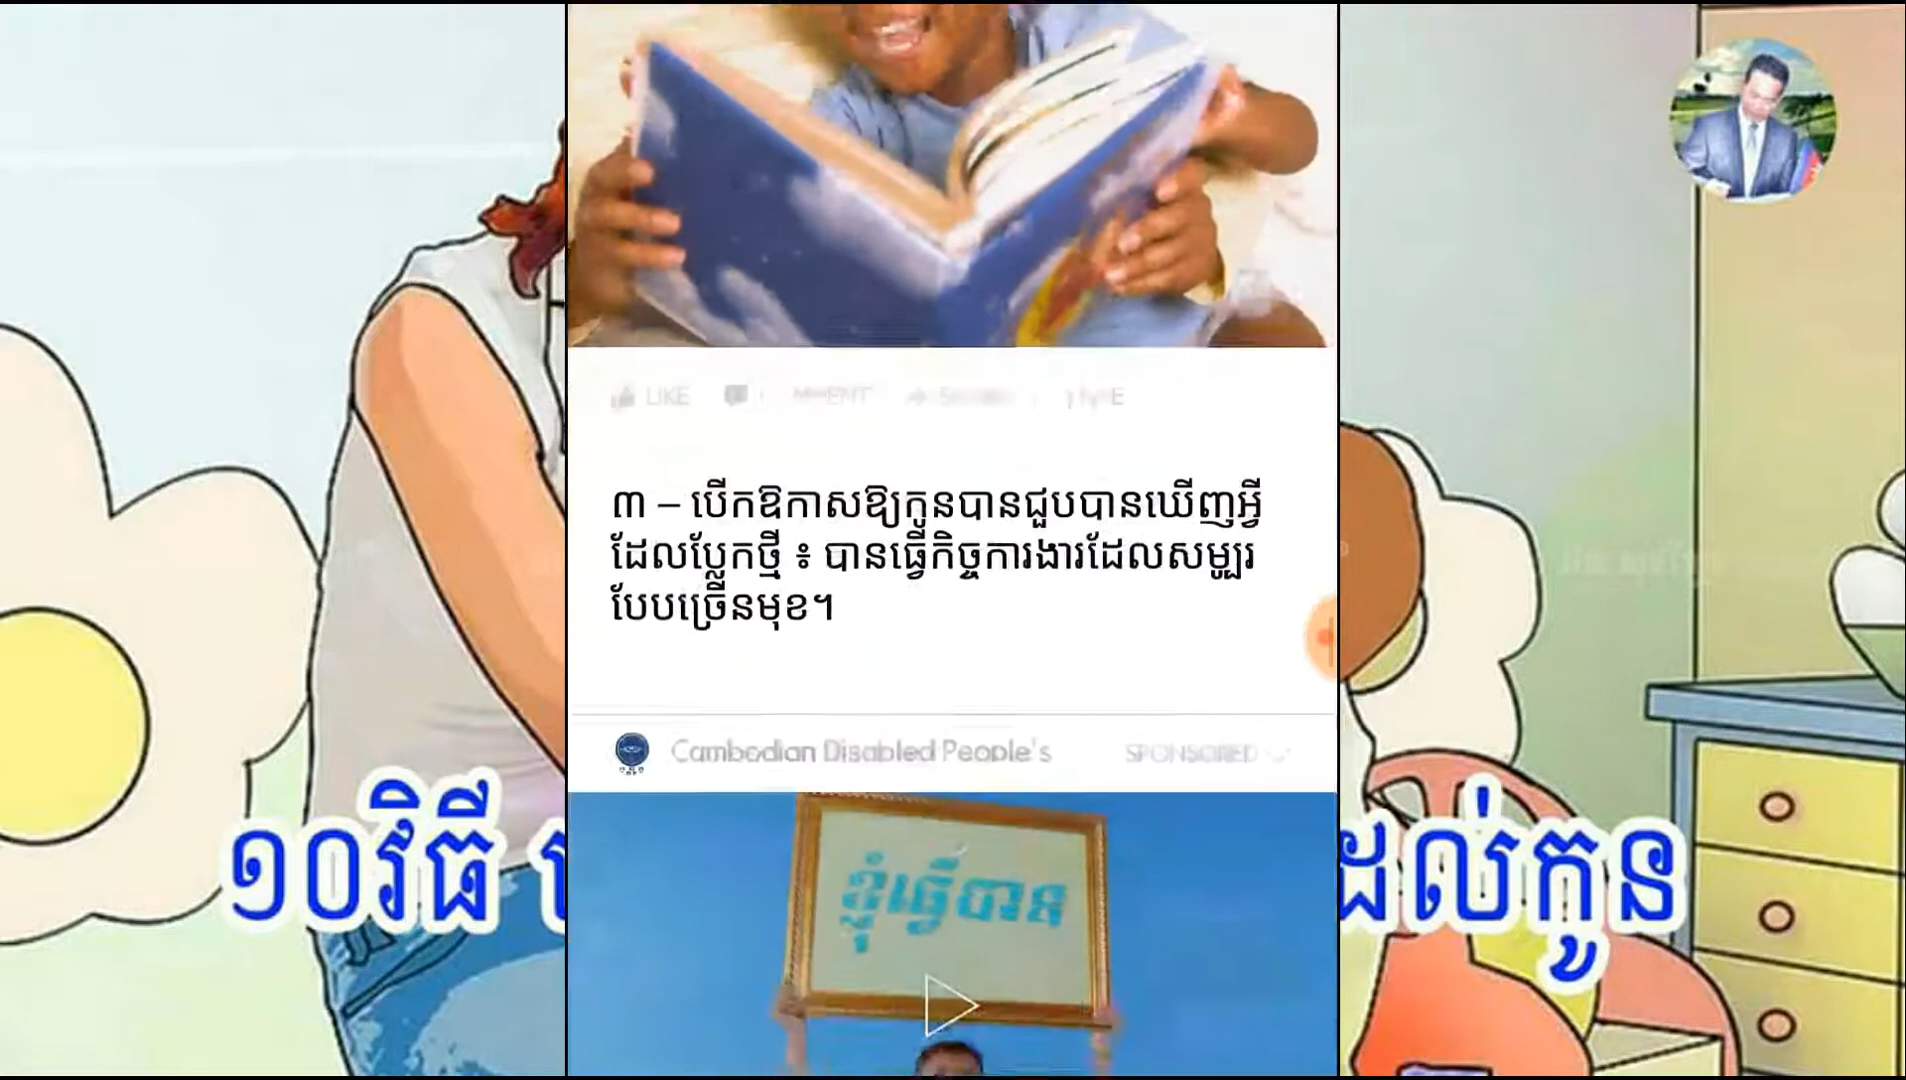 LIKE
៣ – បើកឱកាសឱ្យកូនបានជួបបានឃើញអ្វី
ដែលប្លែកថ្មី ៖ បានធ្វើកិច្ចការងារដែលសម្បូរ
បែបច្រើនមុខ។
Cambodian Disabled People's
SPONSORED
១០វិធី
ដល់កូន
ខ្ញុំធ្វើបាន